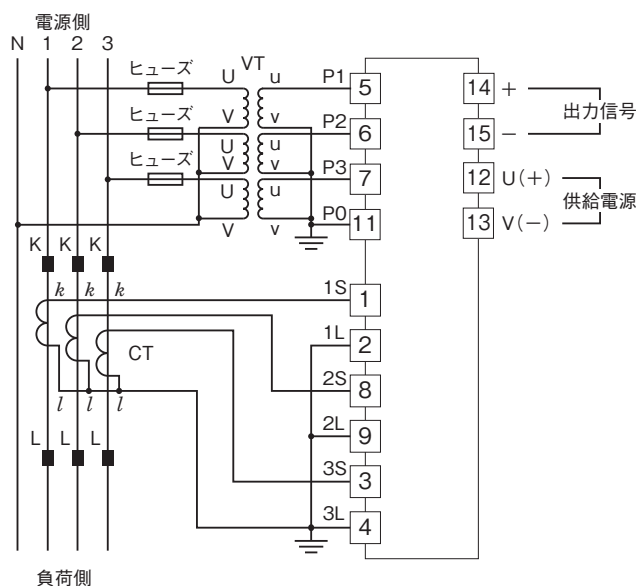 電源側
N 1 2 3
ヒューズ U VT u P1 5 14 +
出力信号
V v
ヒューズ P2 6 15 −
U u
V v
ヒューズ P3 7 12 U(+)
供給電源
U u
V v P0 11 13 V(−)
K K K
k k k 1S 1
CT 1L 2
l l l 2S 8
L L L 2L 9
3S 3
3L 4
負荷側